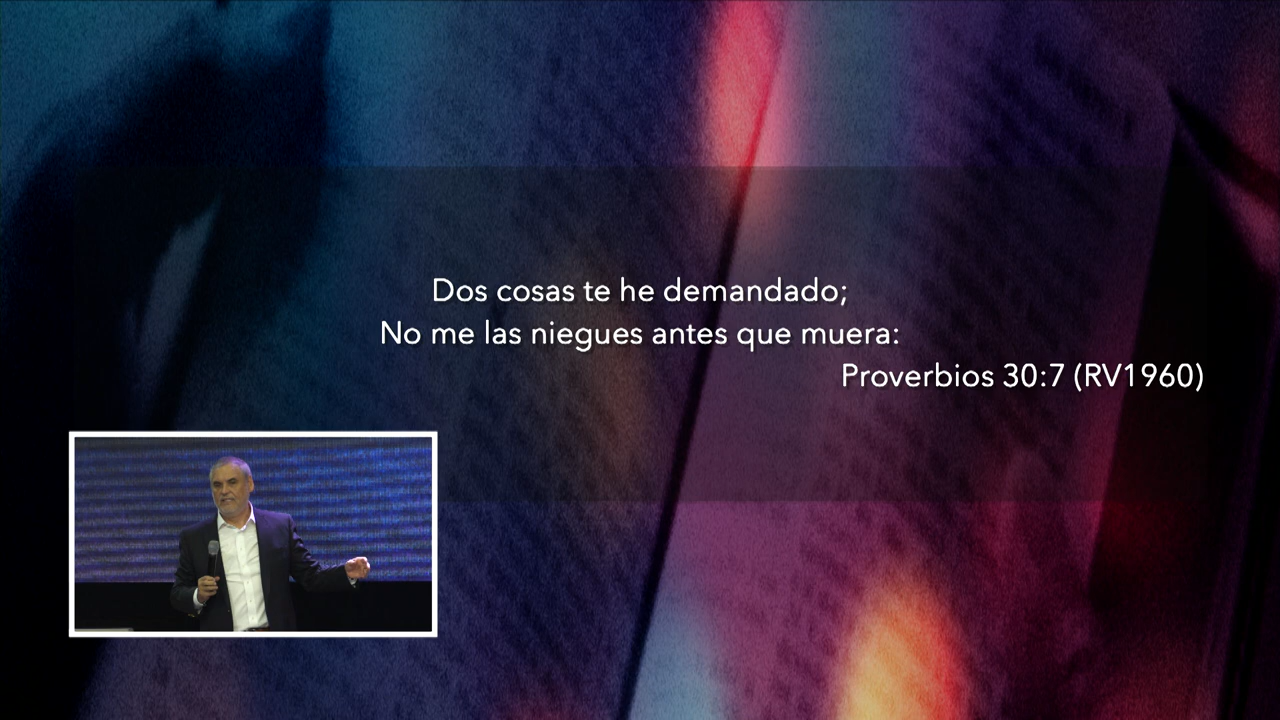 Dos cosas te he demandado;
No me las niegues antes que muera:
Proverbios 30:7 (RV1960)